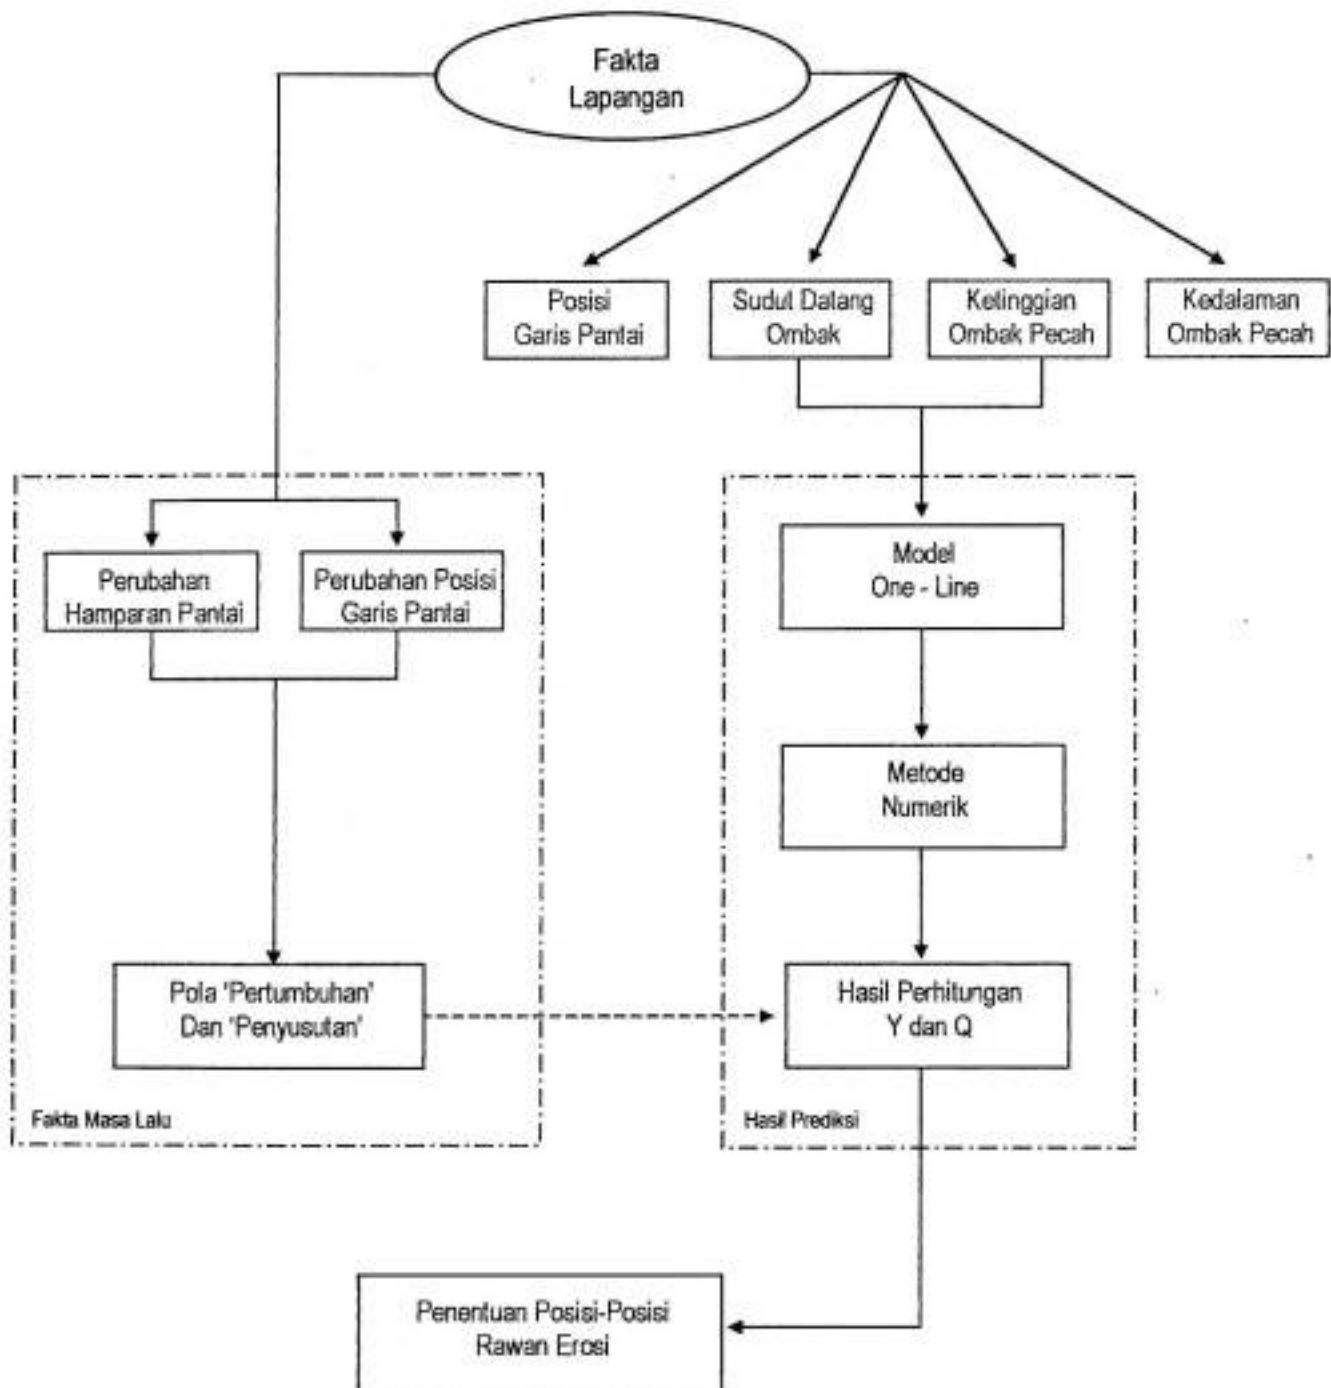 Fakta
Lapangan
Posisi
Garis Pantai
Sudut Datang
Ombak
Ketinggian
Ombak Pecah
Kedalaman
Ombak Pecah
Perubahan
Hamparan Pantai
Perubahan Posisi
Garis Pantai
Model
One - Line
Metode
Numerik
Pola 'Pertumbuhan'
Dan 'Penyusutan'
Hasil Perhitungan
Y dan Q
Fakta Masa Lalu
Hasil Prediksi
Penentuan Posisi-Posisi
Rawan Erosi